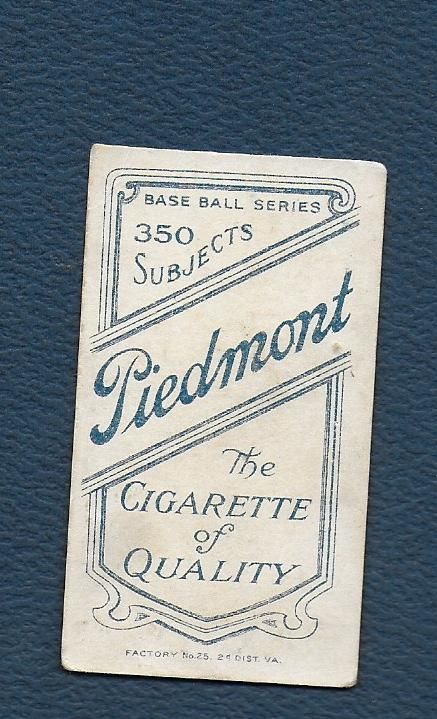 BASE BALL SERIES
350
SUBJECTS
Piedmont
The
CIGARETTE
of
QUALITY
FACTORY No. 25, 2d DIST. VA.